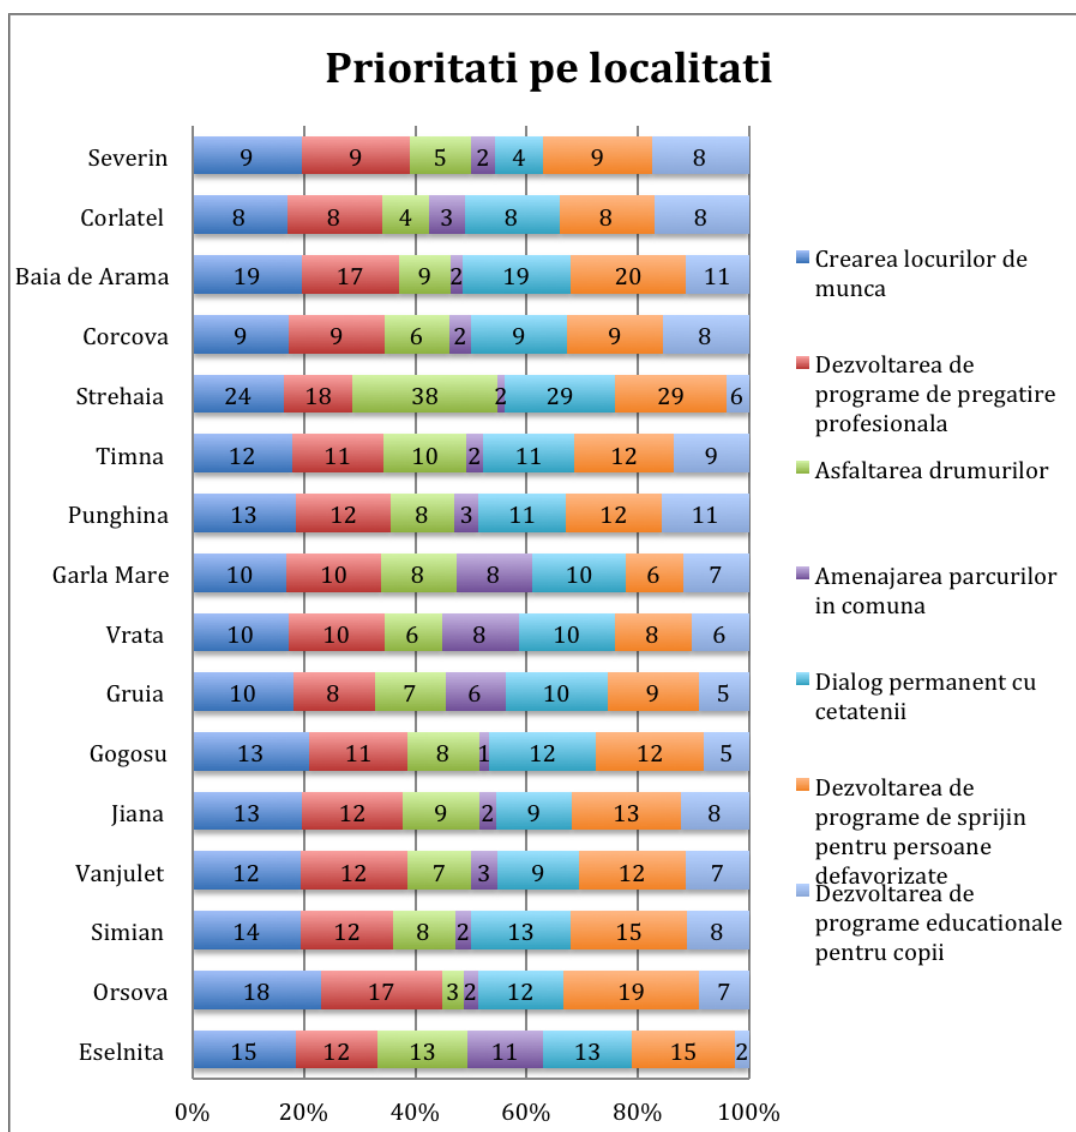 Prioritati pe localitati
Severin 9 9 5 2 4 9 8
Corlatel 8 8 4 3 8 8 8
Baia de Arama 19 17 9 2 19 20 11
Corcova 9 9 6 2 9 9 8
Strehaia 24 18 38 2 29 29 6
Timna 12 11 10 2 11 12 9
Punghina 13 12 8 3 11 12 11
Garla Mare 10 10 8 8 10 6 7
Vrata 10 10 6 8 10 8 6
Gruia 10 8 7 6 10 9 5
Gogosu 13 11 8 1 12 12 5
Jiana 13 12 9 2 9 13 8
Vanjulet 12 12 7 3 9 12 7
Simian 14 12 8 2 13 15 8
Orsova 18 17 3 2 12 19 7
Eselnita 15 12 13 11 13 15 2
0% 20% 40% 60% 80% 100%
Crearea locurilor de
munca
Dezvoltarea de
programe de pregatire
profesionala
Asfaltarea drumurilor
Amenajarea parcurilor
in comuna
Dialog permanent cu
cetatenii
Dezvoltarea de
programe de sprijin
pentru persoane
defavorizate
Dezvoltarea de
programe educationale
pentru copii